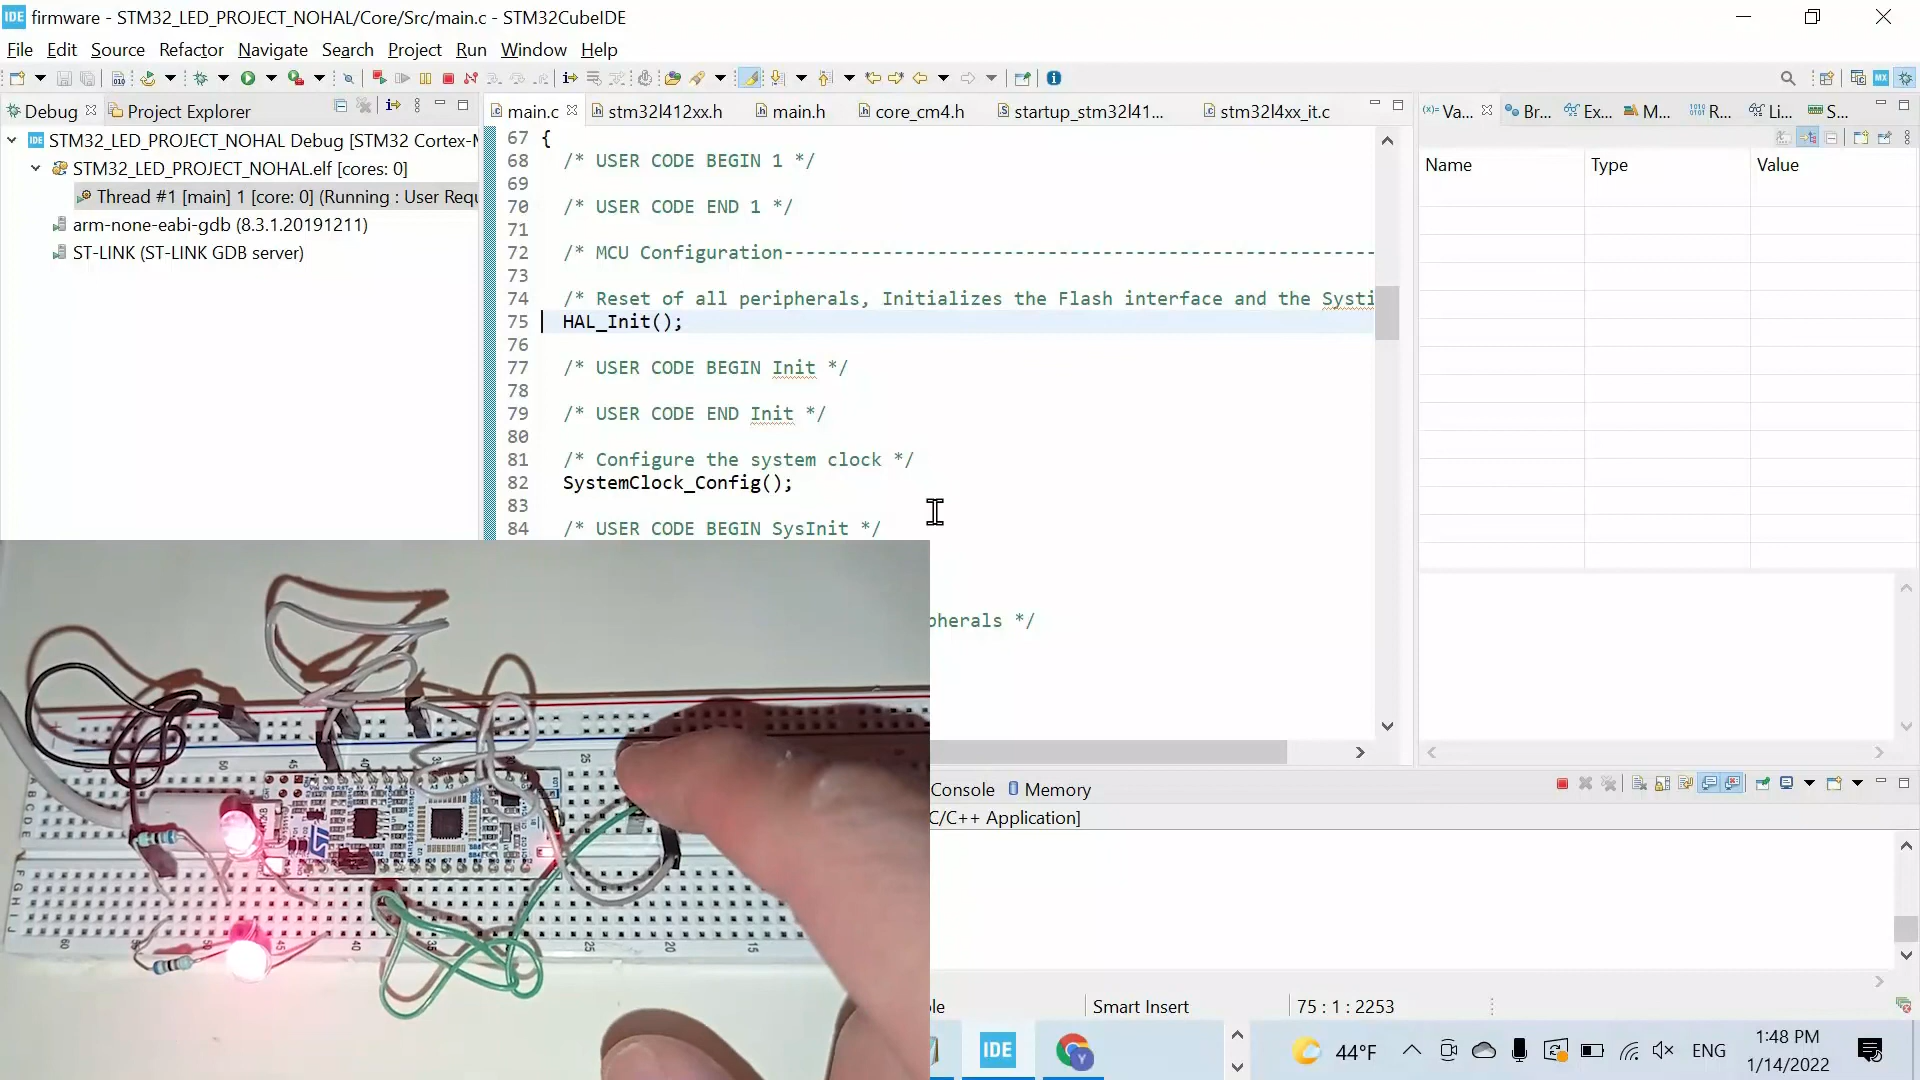 IDE firmware - STM32_LED_PROJECT_NOHAL/Core/Src/main.c - STM32CubeIDE
File Edit Source Refactor Navigate Search Project Run Window Help
Debug Project Explorer
main.c stm32l412xx.h main.h core_cm4.h startup_stm32l41... stm32l4xx_it.c
Va... Br... Ex... M... R... Li... S...
STM32_LED_PROJECT_NOHAL Debug [STM32 Cortex-M
STM32_LED_PROJECT_NOHAL.elf [cores: 0]
Thread #1 [main] 1 [core: 0] (Running : User Requ
arm-none-eabi-gdb (8.3.1.20191211)
ST-LINK (ST-LINK GDB server)
67 {
68 /* USER CODE BEGIN 1 */
69
70 /* USER CODE END 1 */
71
72 /* MCU Configuration------------------------------------------------------
73
74 /* Reset of all peripherals, Initializes the Flash interface and the Systi
75 HAL_Init();
76
77 /* USER CODE BEGIN Init */
78
79 /* USER CODE END Init */
80
81 /* Configure the system clock */
82 SystemClock_Config();
83
84 /* USER CODE BEGIN SysInit */
pherals */
Name Type Value
Console Memory
C/C++ Application]
le Smart Insert 75 : 1 : 2253
IDE 44°F ENG
1:48 PM
1/14/2022